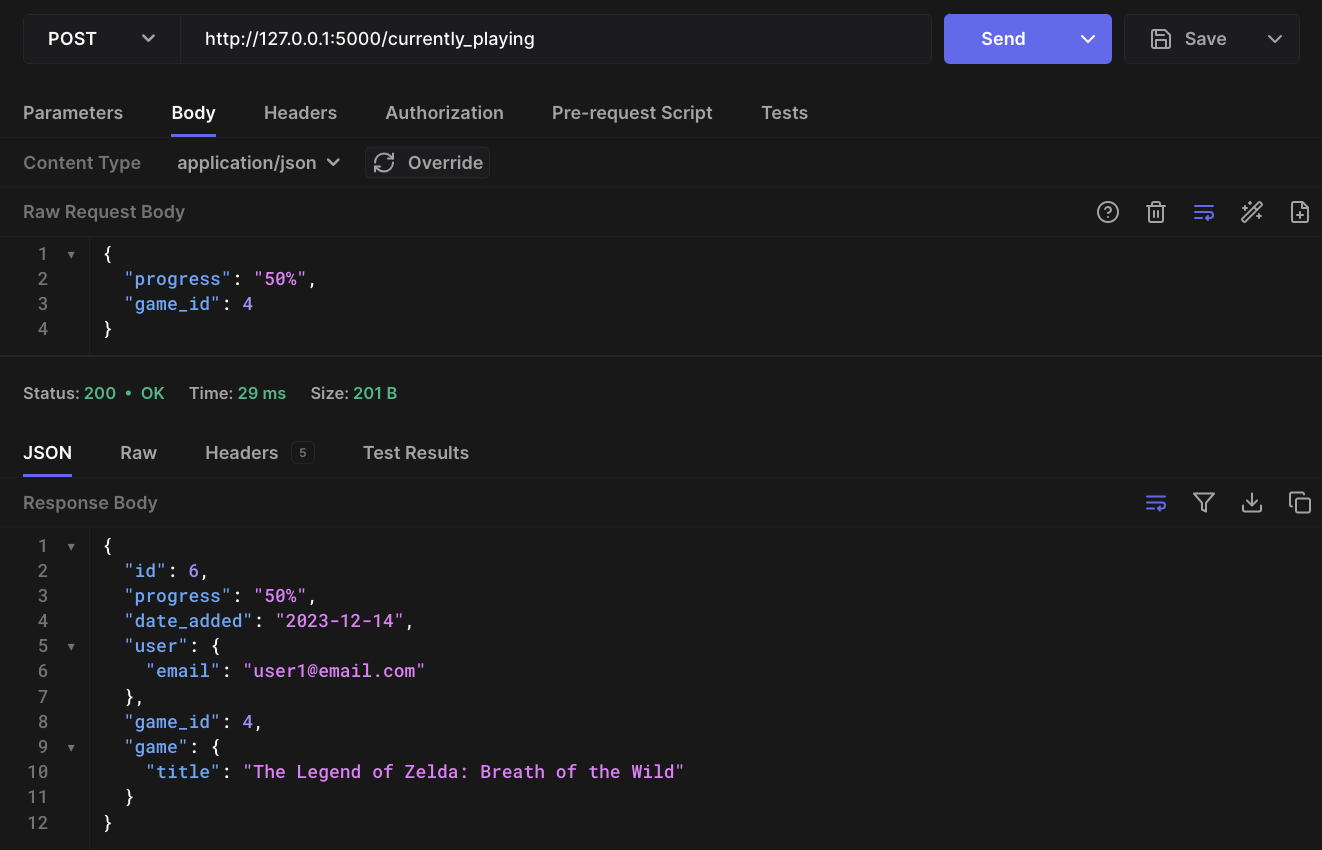 POST http://127.0.0.1:5000/currently_playing Send Save
Parameters Body Headers Authorization Pre-request Script Tests
Content Type application/json Override
Raw Request Body
1 {
2 "progress": "50%",
3 "game_id": 4
4 }
Status: 200 • OK Time: 29 ms Size: 201 B
JSON Raw Headers 5 Test Results
Response Body
1 {
2 "id": 6,
3 "progress": "50%",
4 "date_added": "2023-12-14",
5 "user": {
6 "email": "user1@email.com"
7 },
8 "game_id": 4,
9 "game": {
10 "title": "The Legend of Zelda: Breath of the Wild"
11 }
12 }